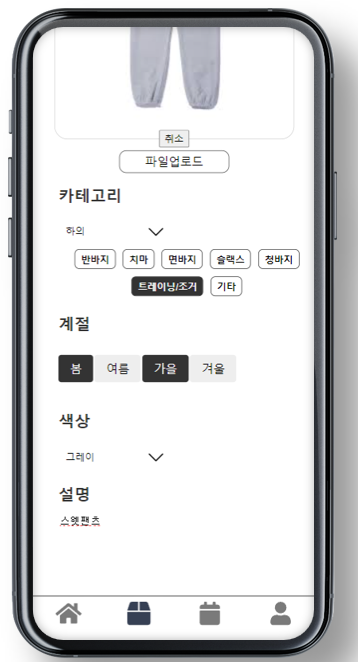 취소
파일업로드
카테고리
하의
반바지 치마 면바지 슬랙스 청바지
트레이닝/조거 기타
계절
봄 여름 가을 겨울
색상
그레이
설명
스웻팬츠